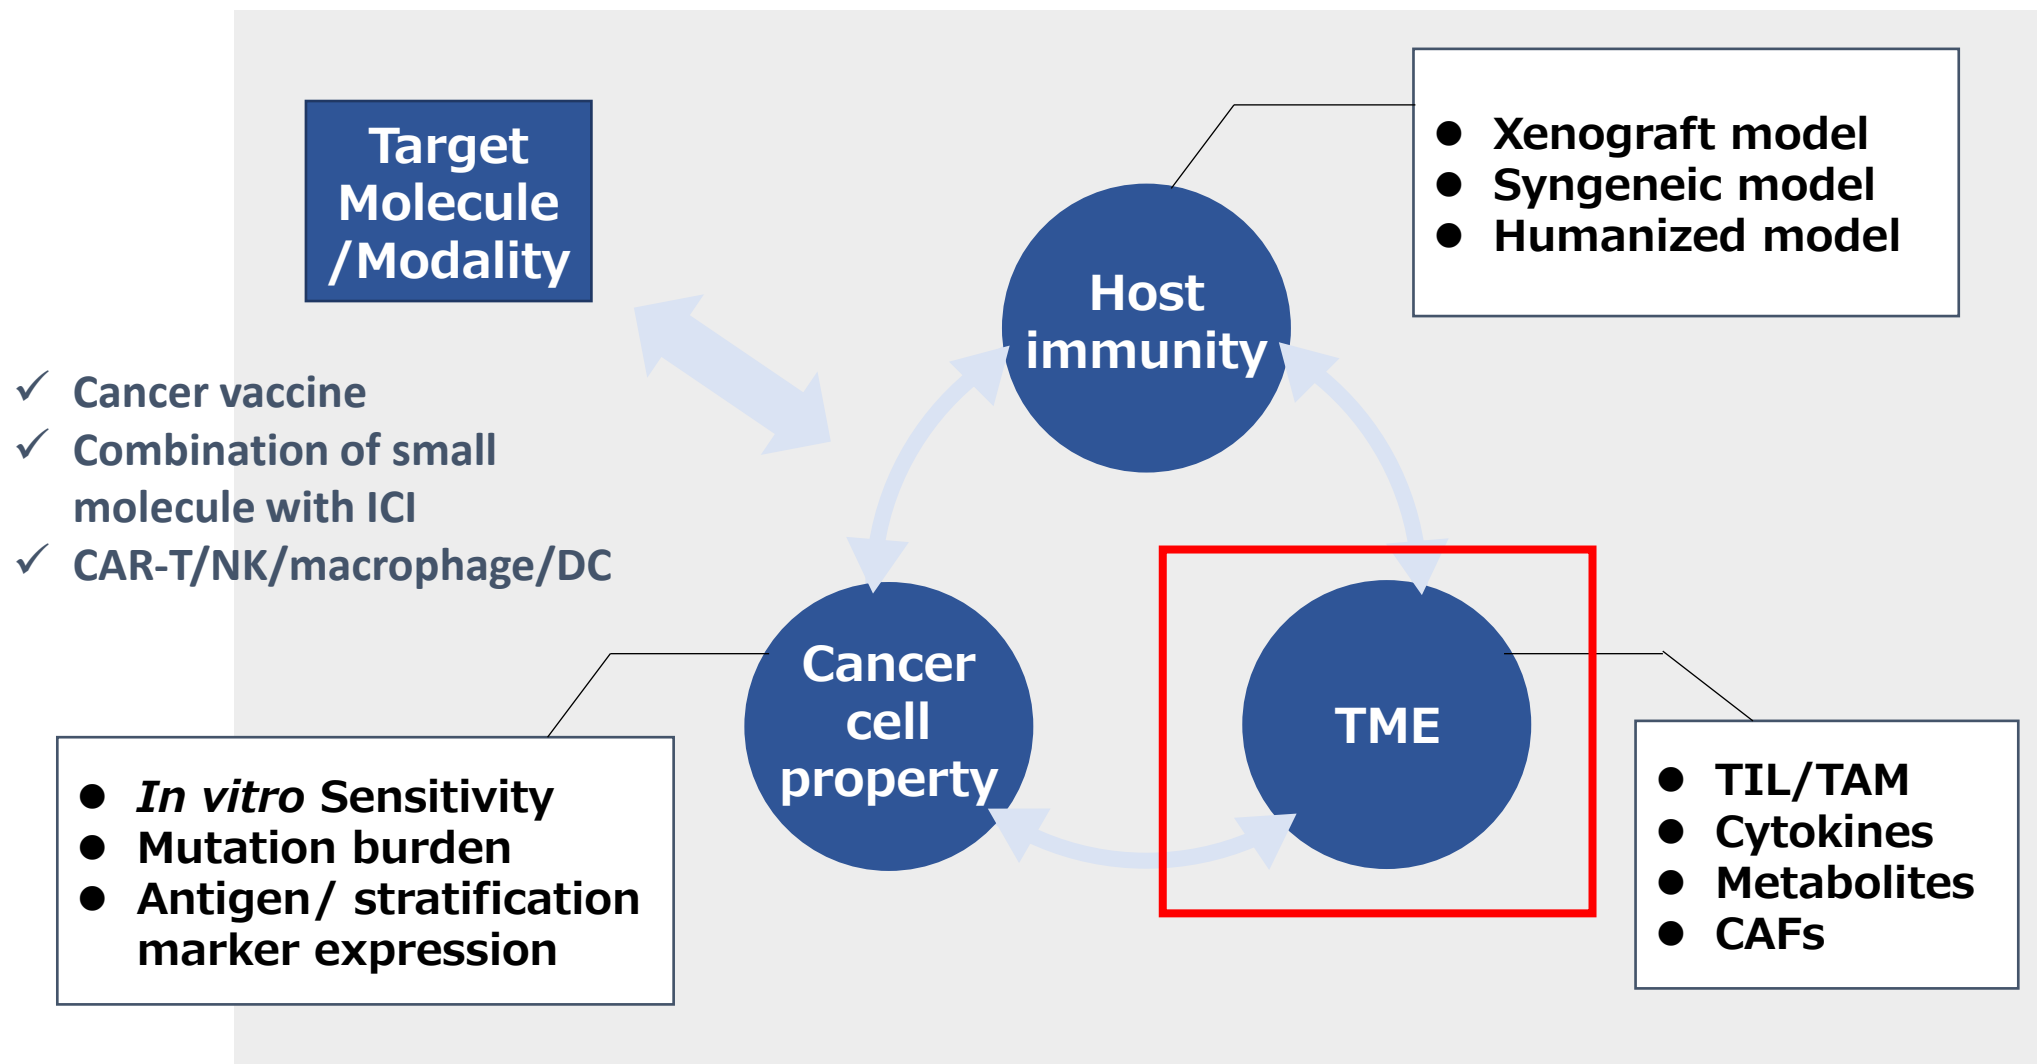 Target
Molecule
/Modality
✓ Cancer vaccine
✓ Combination of small
molecule with ICI
✓ CAR-T/NK/macrophage/DC
Host
immunity
● Xenograft model
● Syngeneic model
● Humanized model
Cancer
cell
property
● In vitro Sensitivity
● Mutation burden
● Antigen/ stratification
marker expression
TME
● TIL/TAM
● Cytokines
● Metabolites
● CAFs